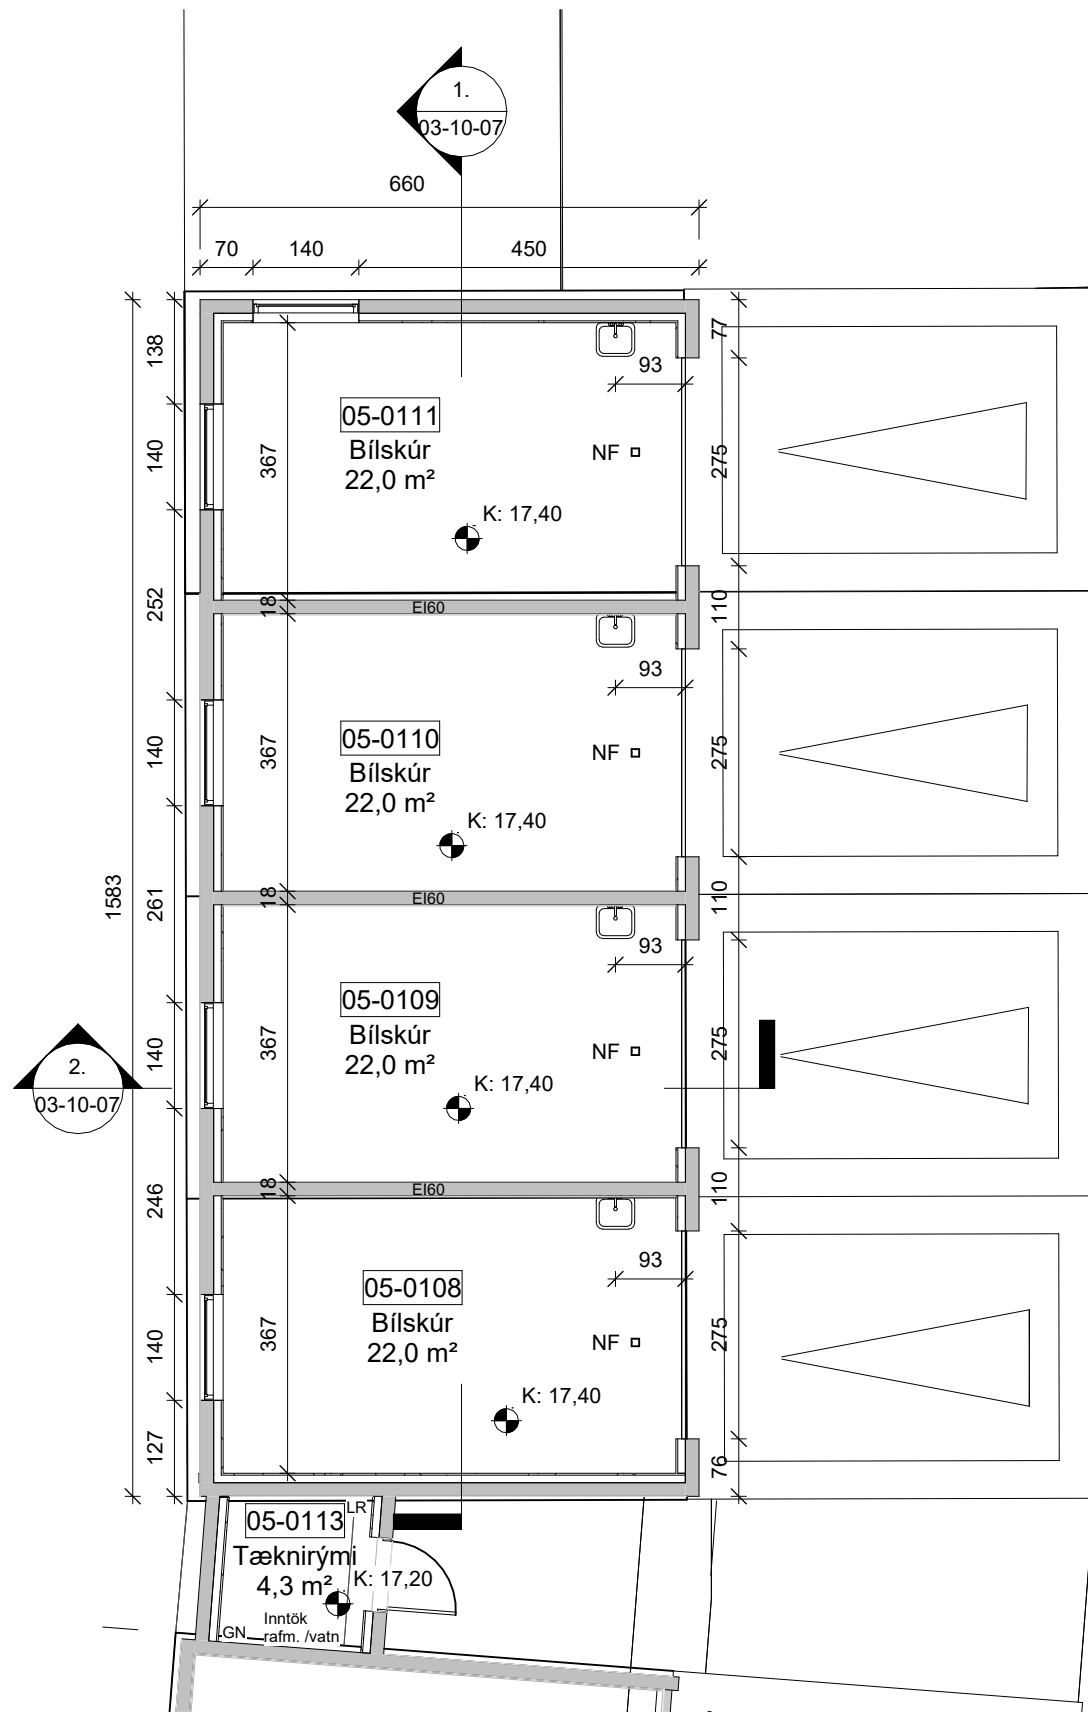 1.
03-10-07
660
70
140
450
138
77
93
05-0111
Bílskúr
22,0 m²
140
367
NF
275
K: 17,40
252
18
EI60
110
93
05-0110
Bílskúr
22,0 m²
140
367
NF
275
K: 17,40
1583
261
18
EI60
110
93
05-0109
Bílskúr
22,0 m²
140
367
NF
275
K: 17,40
2.
03-10-07
246
18
EI60
110
93
05-0108
Bílskúr
22,0 m²
140
367
NF
275
K: 17,40
127
76
LR
05-0113
Tæknirými
4,3 m²
K: 17,20
GN
Inntök
rafm. /vatn